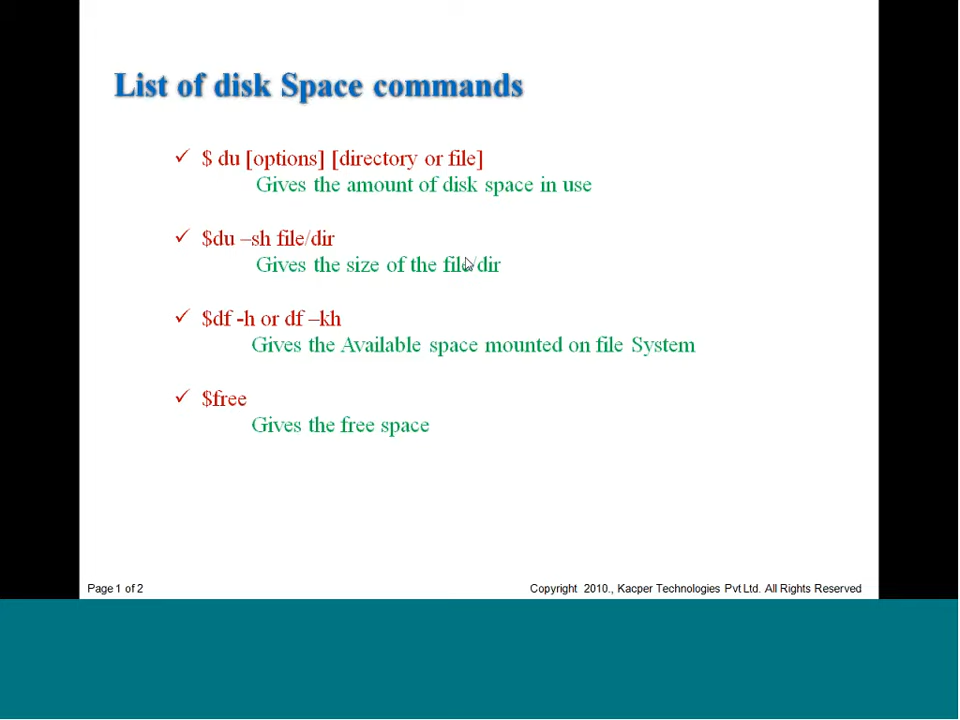 List of disk Space commands
✓ $ du [options] [directory or file]
Gives the amount of disk space in use
✓ $du –sh file/dir
Gives the size of the file/dir
✓ $df -h or df –kh
Gives the Available space mounted on file System
✓ $free
Gives the free space
Page 1 of 2
Copyright 2010., Kacper Technologies Pvt Ltd. All Rights Reserved